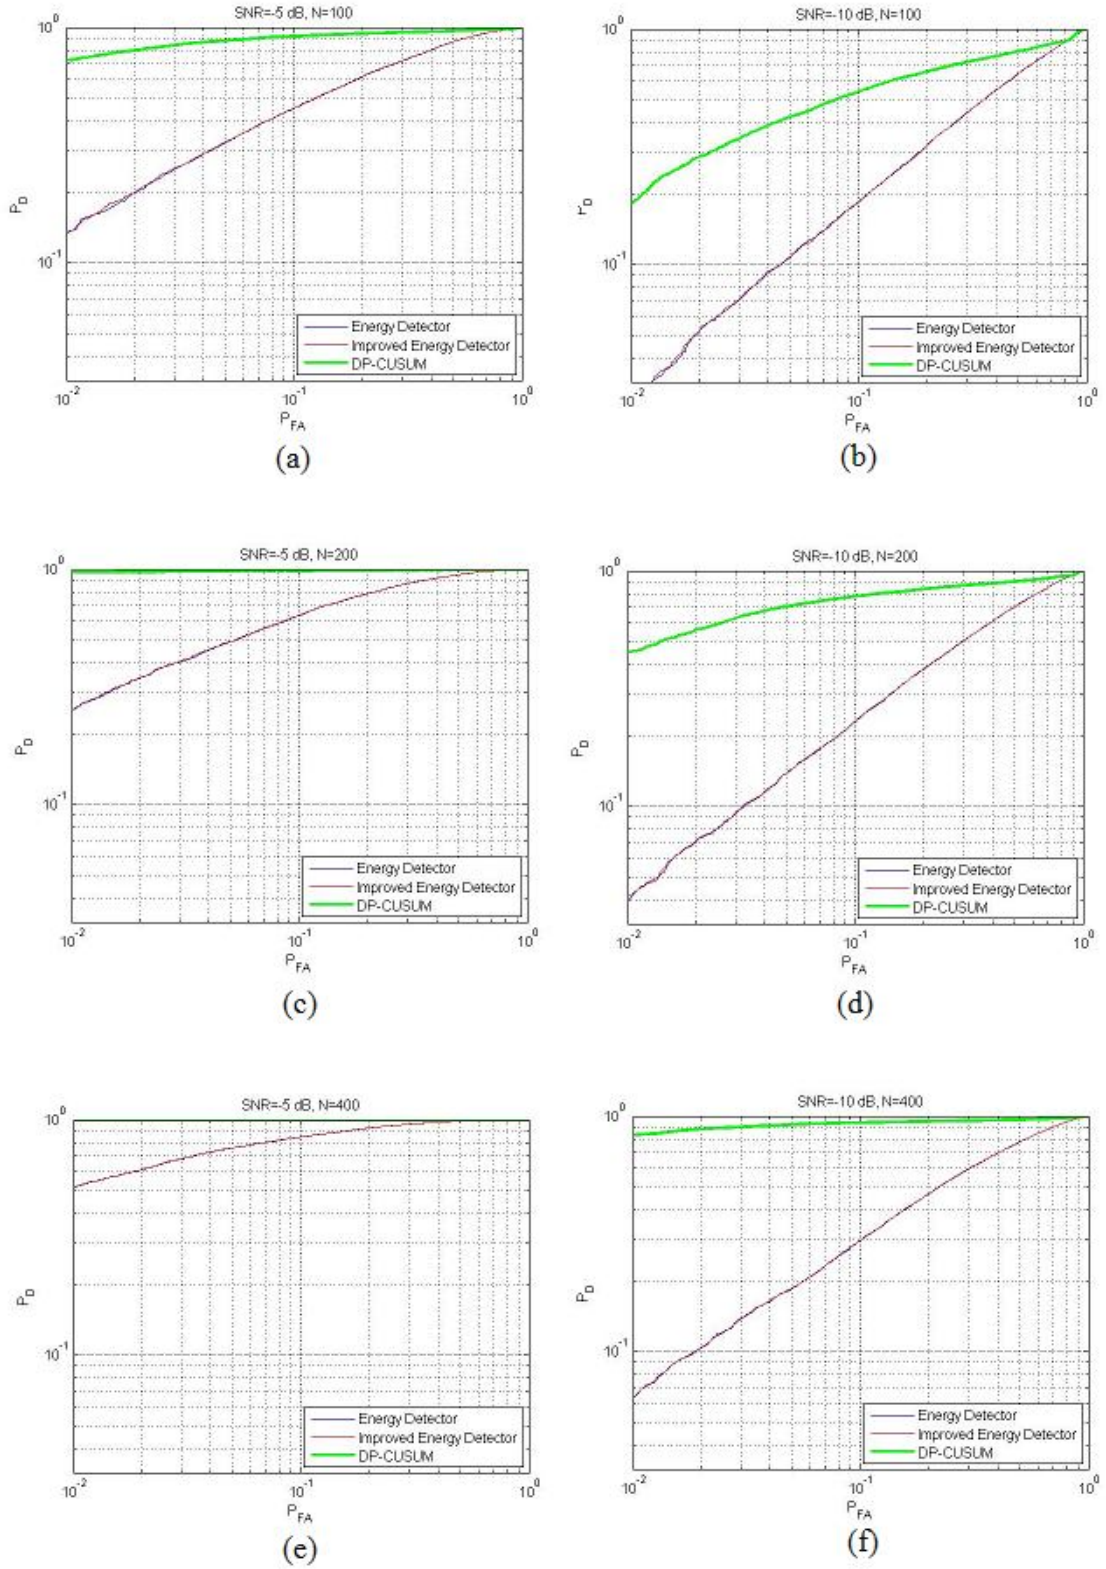 SNR=-5 dB, N=100
10⁰
10⁻¹
P_D
Energy Detector
Improved Energy Detector
DP-CUSUM
10⁻² 10⁻¹ 10⁰
P_FA
(a)
SNR=-10 dB, N=100
10⁰
10⁻¹
Energy Detector
Improved Energy Detector
DP-CUSUM
10⁻² 10⁻¹ 10⁰
P_FA
(b)
SNR=-5 dB, N=200
10⁰
10⁻¹
P_D
Energy Detector
Improved Energy Detector
DP-CUSUM
10⁻² 10⁻¹ 10⁰
P_FA
(c)
SNR=-10 dB, N=200
10⁰
10⁻¹
P_D
Energy Detector
Improved Energy Detector
DP-CUSUM
10⁻² 10⁻¹ 10⁰
P_FA
(d)
SNR=-5 dB, N=400
10⁰
10⁻¹
P_D
Energy Detector
Improved Energy Detector
DP-CUSUM
10⁻² 10⁻¹ 10⁰
P_FA
(e)
SNR=-10 dB, N=400
10⁰
10⁻¹
P_D
Energy Detector
Improved Energy Detector
DP-CUSUM
10⁻² 10⁻¹ 10⁰
P_FA
(f)